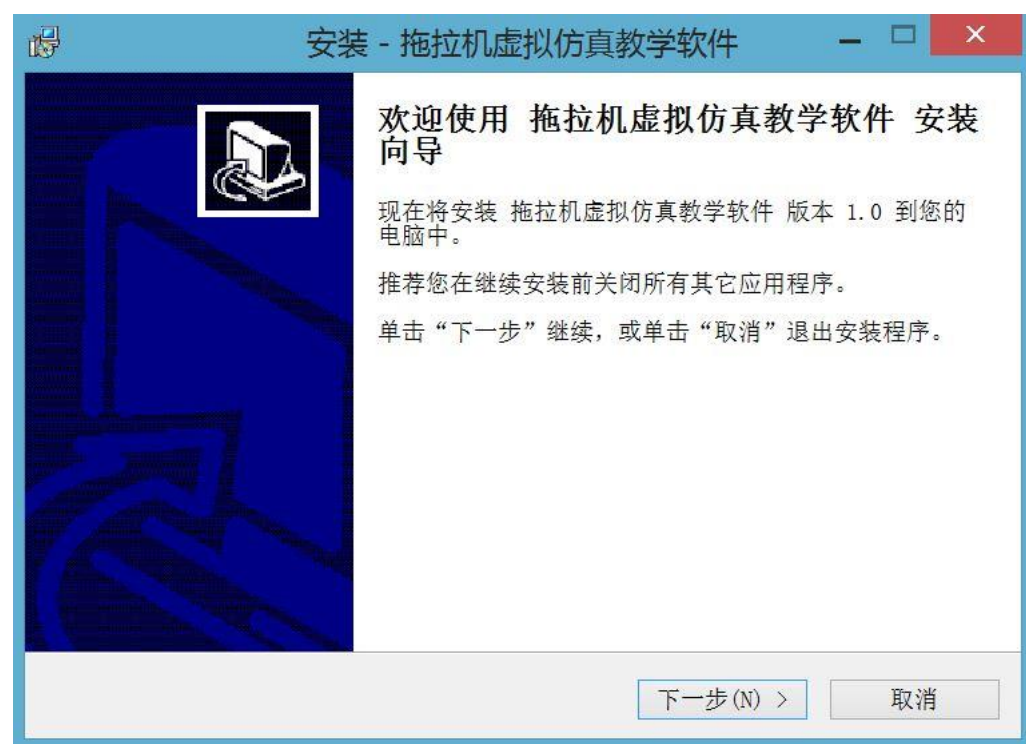 安装 - 拖拉机虚拟仿真教学软件
欢迎使用 拖拉机虚拟仿真教学软件 安装
向导
现在将安装 拖拉机虚拟仿真教学软件 版本 1.0 到您的
电脑中。
推荐您在继续安装前关闭所有其它应用程序。
单击“下一步”继续，或单击“取消”退出安装程序。
下一步(N) >
取消